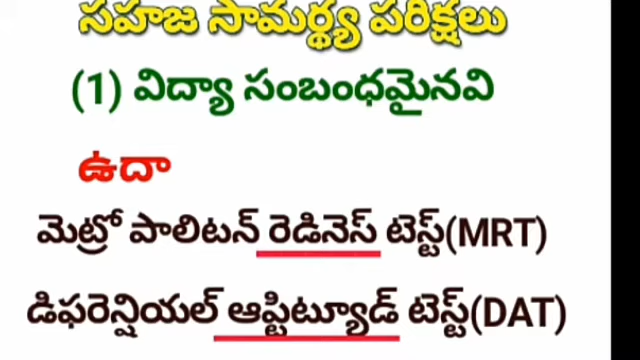 సహజ సామర్థ్య పరీక్షలు
(1) విద్యా సంబంధమైనవి
ఉదా
మెట్రో పాలిటన్ రెడినెస్ టెస్ట్(MRT)
డిఫరెన్షియల్ ఆప్టిట్యూడ్ టెస్ట్(DAT)